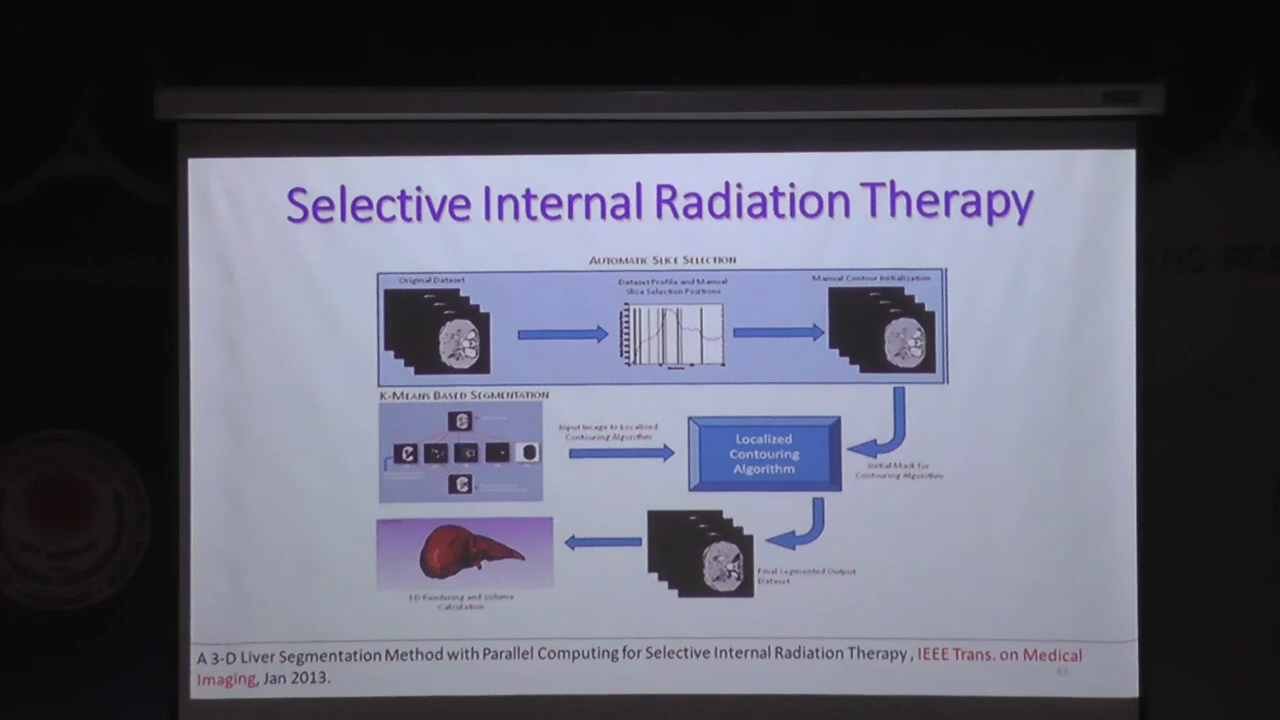 Selective Internal Radiation Therapy
AUTOMATIC SLICE SELECTION
Original Dataset
Dataset Profile and Manual
Slice Selection Positions
Manual Contour Initialization
K-MEANS BASED SEGMENTATION
Input Image to Localized
Contouring Algorithm
Localized
Contouring
Algorithm
Initial Mask for
Contouring Algorithm
Final Segmented Output
Dataset
3D Rendering and Volume
Calculation
A 3-D Liver Segmentation Method with Parallel Computing for Selective Internal Radiation Therapy , IEEE Trans. on Medical
Imaging, Jan 2013.
AND RES